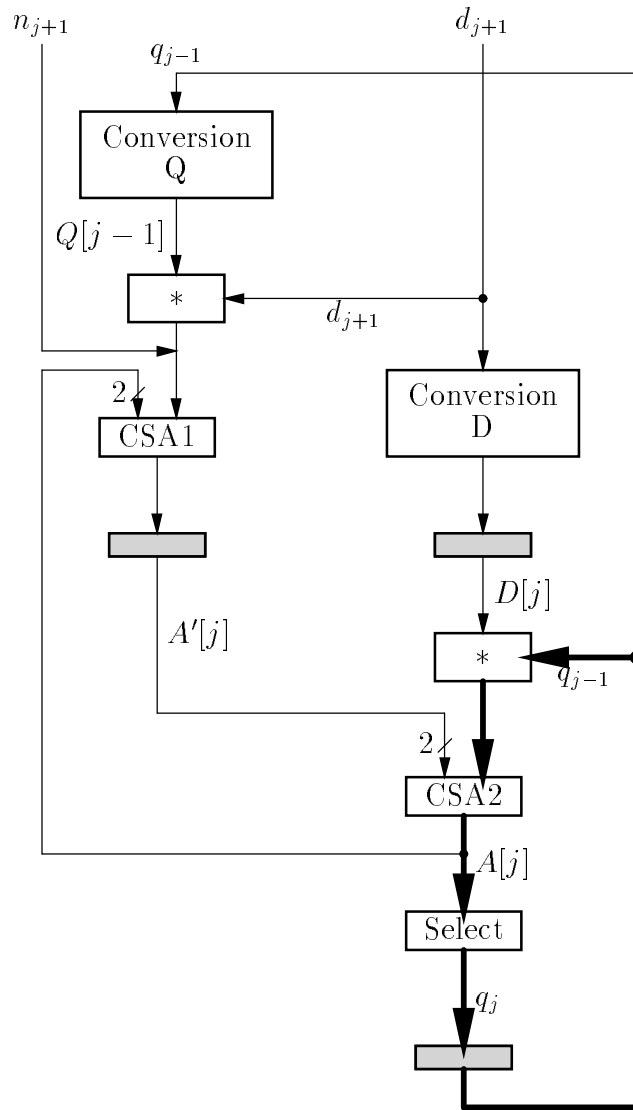 n_{j+1}
d_{j+1}
q_{j-1}
Conversion
Q
Q[j − 1]
*
d_{j+1}
2
CSA1
Conversion
D
A′[j]
D[j]
*
q_{j-1}
2
CSA2
A[j]
Select
q_j